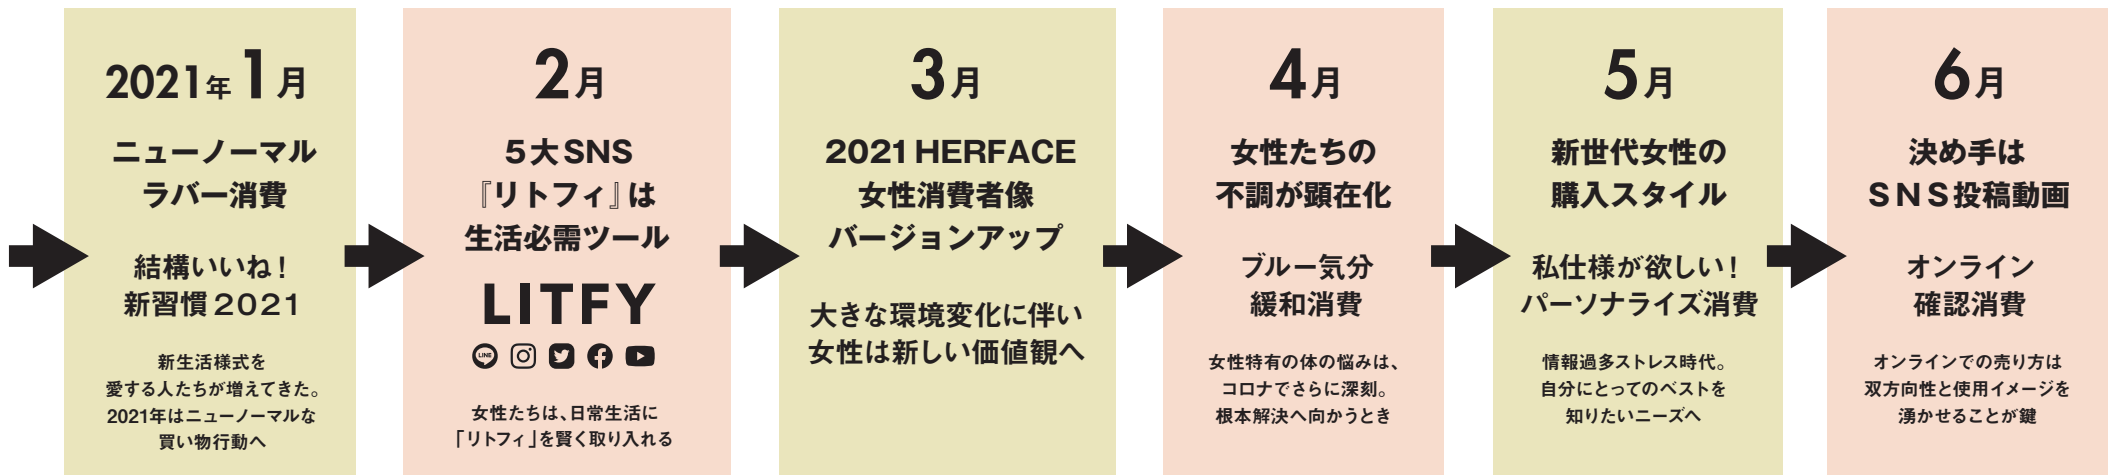 2021年1月
ニューノーマル
ラバー消費
結構いいね！
新習慣2021
新生活様式を
愛する人たちが増えてきた。
2021年はニューノーマルな
買い物行動へ
2月
5大SNS
『リトフィ』は
生活必需ツール
LITFY
LINE
女性たちは、日常生活に
「リトフィ」を賢く取り入れる
3月
2021 HERFACE
女性消費者像
バージョンアップ
大きな環境変化に伴い
女性は新しい価値観へ
4月
女性たちの
不調が顕在化
ブルー気分
緩和消費
女性特有の体の悩みは、
コロナでさらに深刻。
根本解決へ向かうとき
5月
新世代女性の
購入スタイル
私仕様が欲しい！
パーソナライズ消費
情報過多ストレス時代。
自分にとってのベストを
知りたいニーズへ
6月
決め手は
SNS投稿動画
オンライン
確認消費
オンラインでの売り方は
双方向性と使用イメージを
湧かせることが鍵